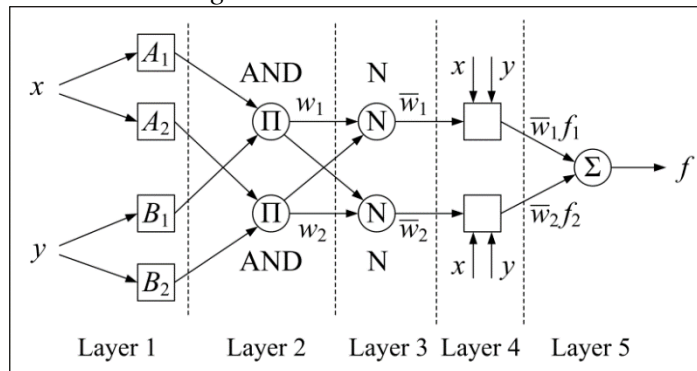 AND N x y
A₁
x w₁ w̅₁
Π N w̅₁f₁
A₂
Σ f
B₁ Π N w̅₂f₂
w₂ w̅₂
y AND N x y
B₂
Layer 1 Layer 2 Layer 3 Layer 4 Layer 5